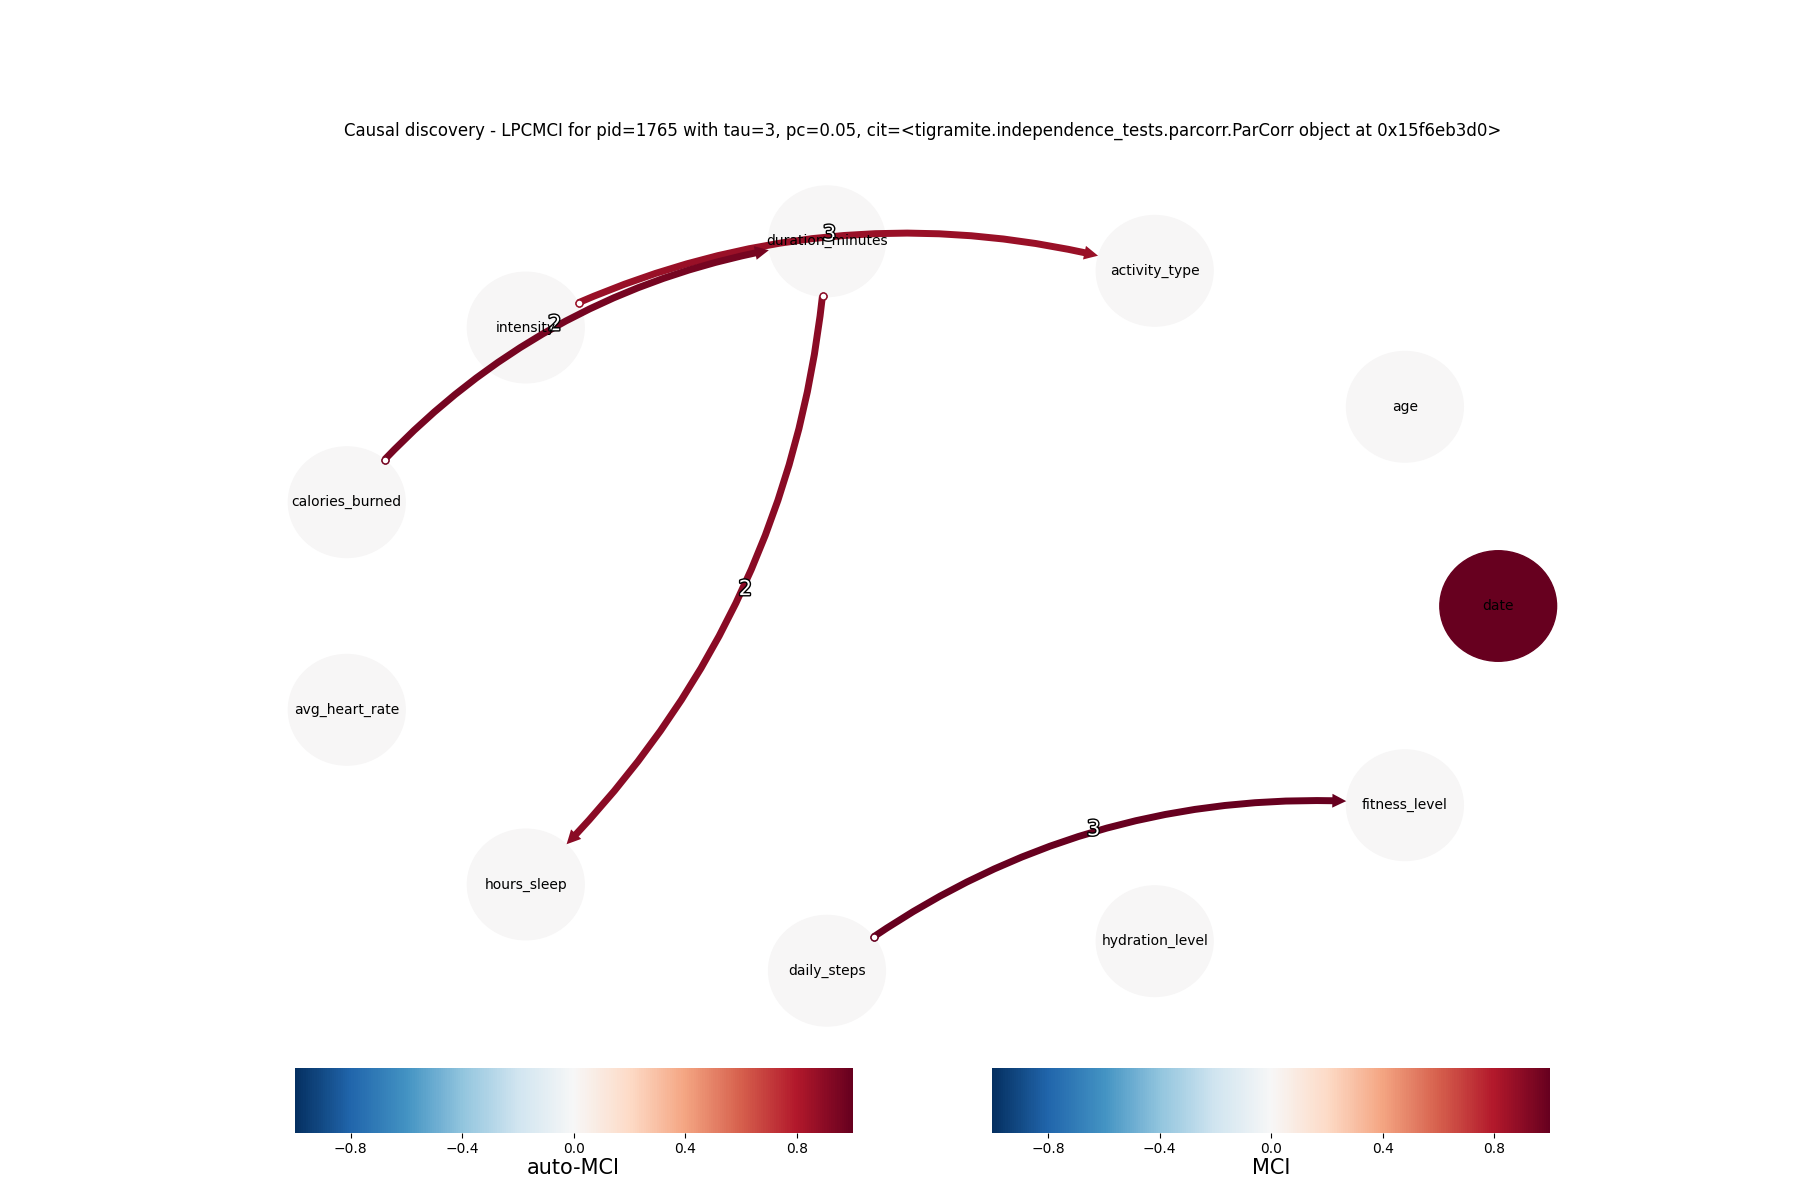 Causal discovery - LPCMCI for pid=1765 with tau=3, pc=0.05, cit=<tigramite.independence_tests.parcorr.ParCorr object at 0x15f6eb3d0>
3
duration_minutes
activity_type
intensity
2
age
calories_burned
2
date
avg_heart_rate
fitness_level
3
hours_sleep
hydration_level
daily_steps
−0.8 −0.4 0.0 0.4 0.8
auto-MCI
−0.8 −0.4 0.0 0.4 0.8
MCI